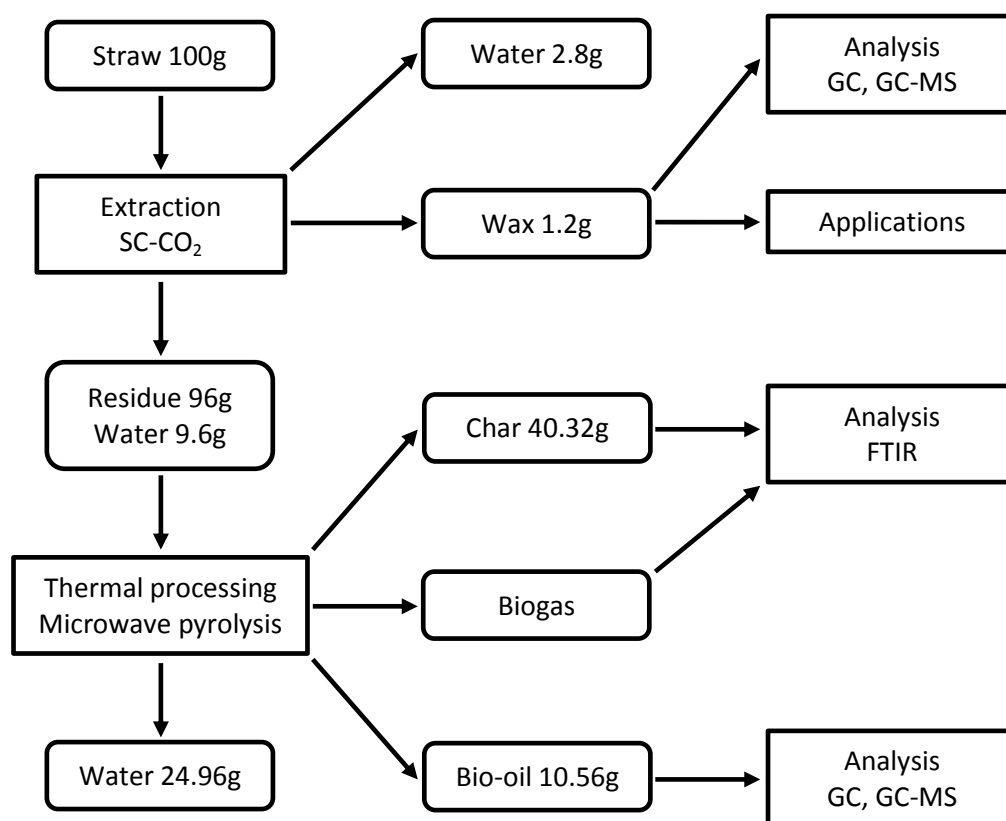 Straw 100g
Water 2.8g
Analysis
GC, GC-MS
Extraction
SC-CO₂
Wax 1.2g
Applications
Residue 96g
Water 9.6g
Char 40.32g
Analysis
FTIR
Thermal processing
Microwave pyrolysis
Biogas
Water 24.96g
Bio-oil 10.56g
Analysis
GC, GC-MS